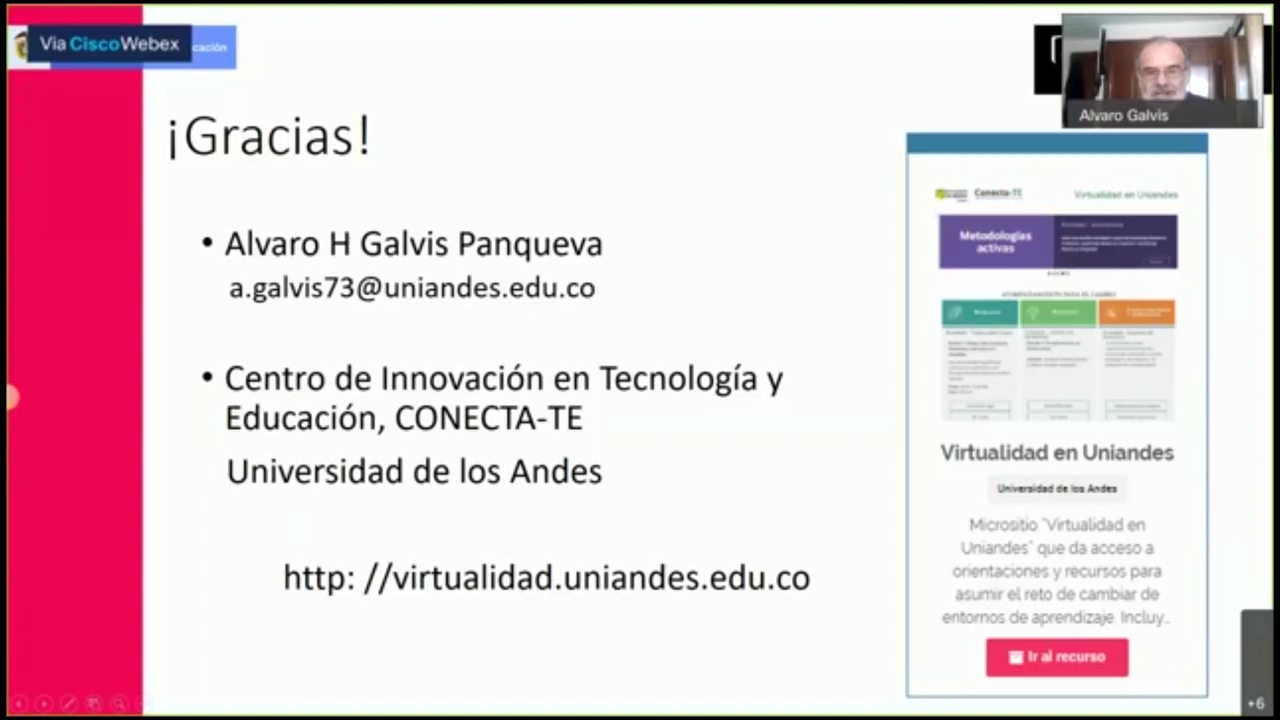 Via CiscoWebex
cación
Alvaro Galvis
¡Gracias!
• Alvaro H Galvis Panqueva
a.galvis73@uniandes.edu.co
• Centro de Innovación en Tecnología y
Educación, CONECTA-TE
Universidad de los Andes
http: //virtualidad.uniandes.edu.co
Conecta-TE
Virtualidad en Uniandes
Metodologías
activas
Virtualidad en Uniandes
Universidad de los Andes
Micrositio "Virtualidad en
Uniandes" que da acceso a
orientaciones y recursos para
asumir el reto de cambiar de
entornos de aprendizaje. Incluy...
Ir al recurso
+6